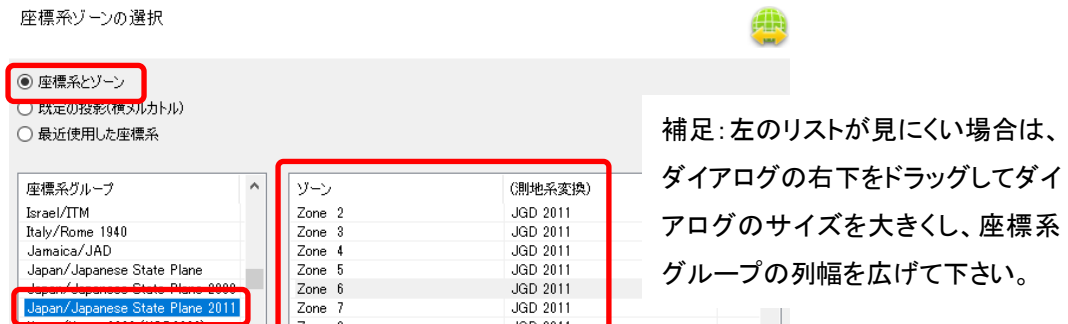 座標系ゾーンの選択
座標系とゾーン
既定の投影(横メルカトル)
最近使用した座標系
補足：左のリストが見にくい場合は、
ダイアログの右下をドラッグしてダイ
アログのサイズを大きくし、座標系
グループの列幅を広げて下さい。
座標系グループ
Israel/ITM
Italy/Rome 1940
Jamaica/JAD
Japan/Japanese State Plane
Japan/Japanese State Plane 2000
Japan/Japanese State Plane 2011
ゾーン (測地系変換)
Zone 2 JGD 2011
Zone 3 JGD 2011
Zone 4 JGD 2011
Zone 5 JGD 2011
Zone 6 JGD 2011
Zone 7 JGD 2011